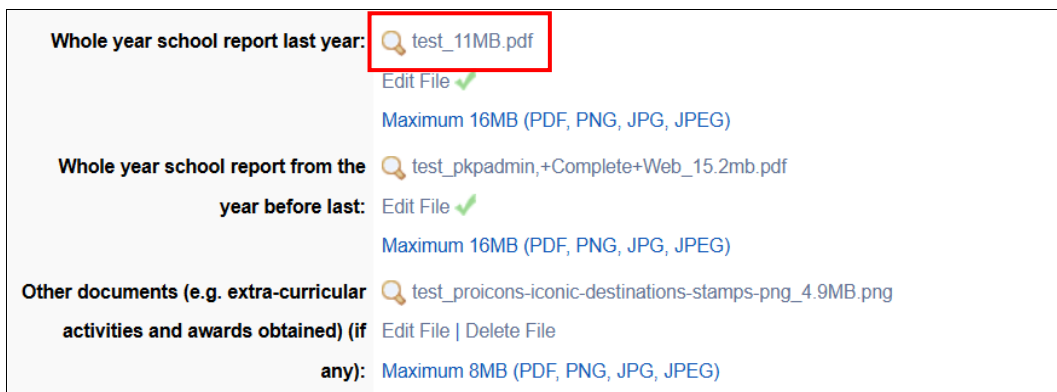 Whole year school report last year: test_11MB.pdf
Edit File
Maximum 16MB (PDF, PNG, JPG, JPEG)
Whole year school report from the test_pkpadmin,+Complete+Web_15.2mb.pdf
year before last: Edit File
Maximum 16MB (PDF, PNG, JPG, JPEG)
Other documents (e.g. extra-curricular test_proicons-iconic-destinations-stamps-png_4.9MB.png
activities and awards obtained) (if Edit File | Delete File
any): Maximum 8MB (PDF, PNG, JPG, JPEG)